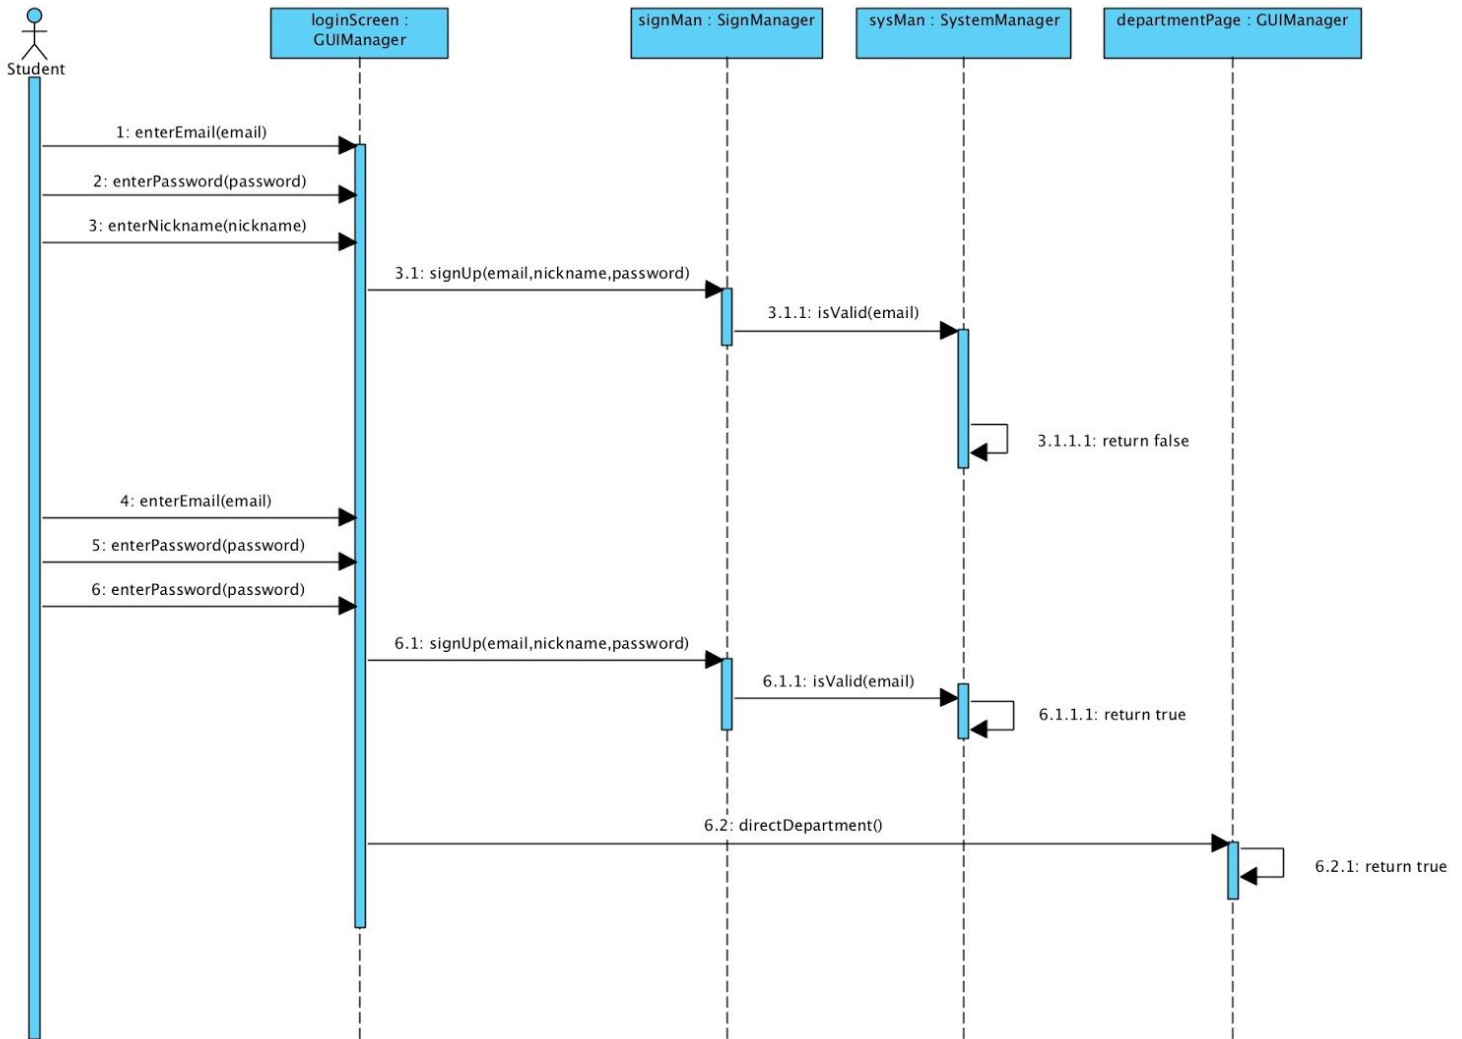 loginScreen :
GUIManager
signMan : SignManager
sysMan : SystemManager
departmentPage : GUIManager
Student
1: enterEmail(email)
2: enterPassword(password)
3: enterNickname(nickname)
3.1: signUp(email,nickname,password)
3.1.1: isValid(email)
3.1.1.1: return false
4: enterEmail(email)
5: enterPassword(password)
6: enterPassword(password)
6.1: signUp(email,nickname,password)
6.1.1: isValid(email)
6.1.1.1: return true
6.2: directDepartment()
6.2.1: return true